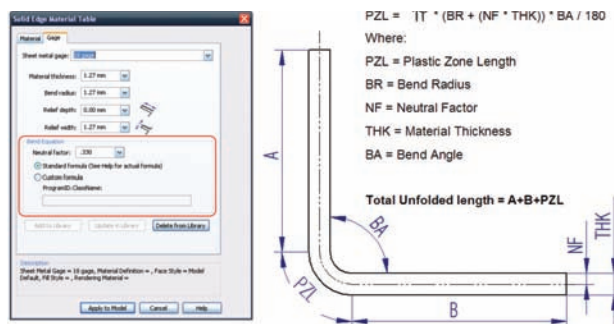 Solid Edge Material Table
Material Gage
Sheet metal gage: 18 gage
Material thickness: 1.27 mm
Bend radius: 1.27 mm
Relief depth: 0.00 mm
Relief width: 1.27 mm
Bend Equation
Neutral factor: .330
Standard formula (See Help for actual formula)
Custom formula
ProgramID.ClassName:
Add to Library Update in Library Delete from Library
Description
Sheet Metal Gage = 18 gage, Material Definition = , Face Style = Model
Default, Fill Style = , Rendering Material =
Apply to Model Cancel Help
PZL = π * (BR + (NF * THK)) * BA / 180
Where:
PZL = Plastic Zone Length
BR = Bend Radius
NF = Neutral Factor
THK = Material Thickness
BA = Bend Angle
Total Unfolded length = A+B+PZL
A
BA
PZL
B
NF
THK